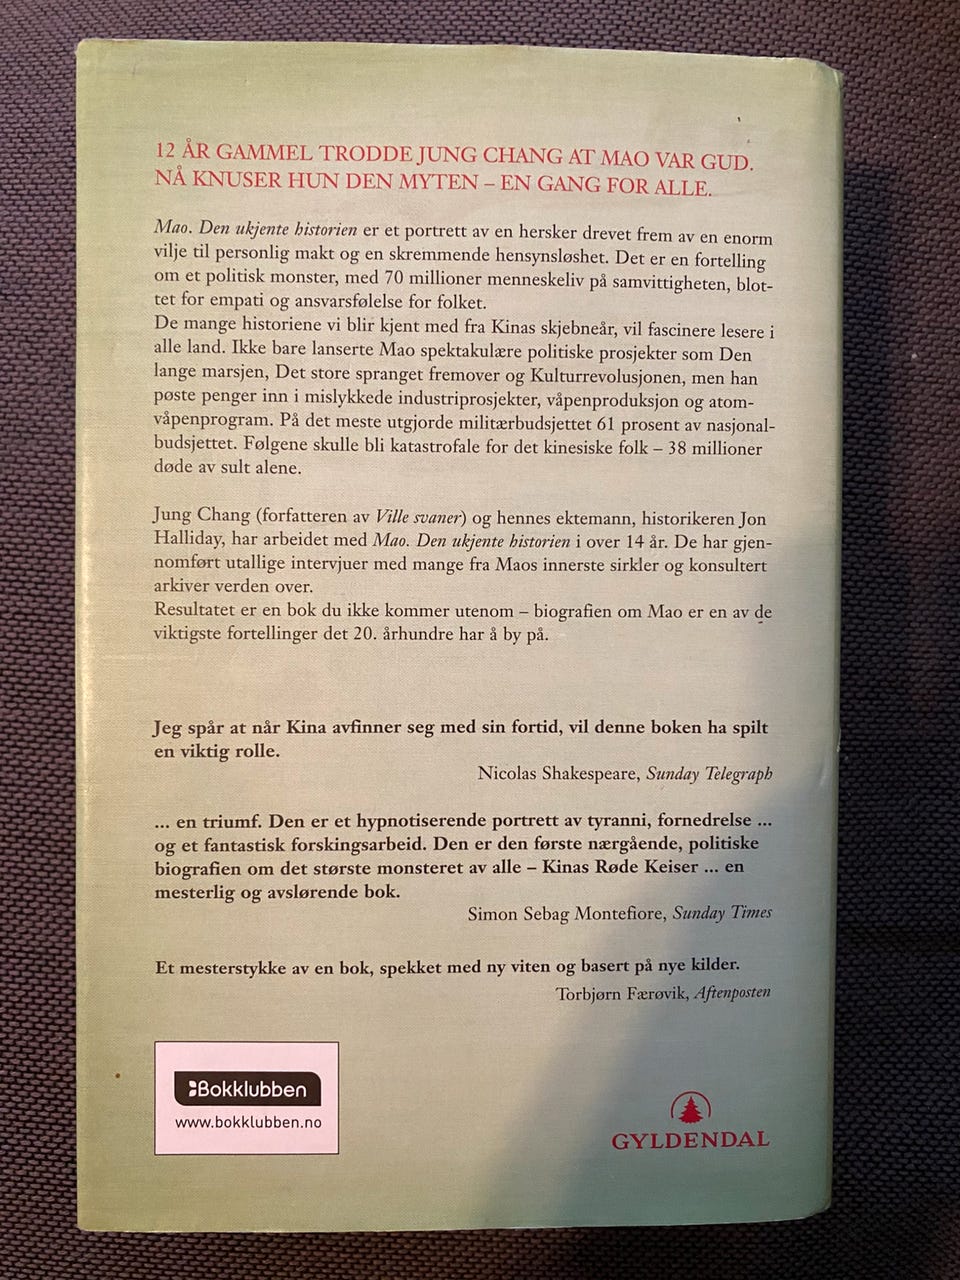 12 ÅR GAMMEL TRODDE JUNG CHANG AT MAO VAR GUD.
NÅ KNUSER HUN DEN MYTEN – EN GANG FOR ALLE.
Mao. Den ukjente historien er et portrett av en hersker drevet frem av en enorm
vilje til personlig makt og en skremmende hensynsløshet. Det er en fortelling
om et politisk monster, med 70 millioner menneskeliv på samvittigheten, blot-
tet for empati og ansvarsfølelse for folket.
De mange historiene vi blir kjent med fra Kinas skjebneår, vil fascinere lesere i
alle land. Ikke bare lanserte Mao spektakulære politiske prosjekter som Den
lange marsjen, Det store spranget fremover og Kulturrevolusjonen, men han
pøste penger inn i mislykkede industriprosjekter, våpenproduksjon og atom-
våpenprogram. På det meste utgjorde militærbudsjettet 61 prosent av nasjonal-
budsjettet. Følgene skulle bli katastrofale for det kinesiske folk – 38 millioner
døde av sult alene.
Jung Chang (forfatteren av Ville svaner) og hennes ektemann, historikeren Jon
Halliday, har arbeidet med Mao. Den ukjente historien i over 14 år. De har gjen-
nomført utallige intervjuer med mange fra Maos innerste sirkler og konsultert
arkiver verden over.
Resultatet er en bok du ikke kommer utenom – biografien om Mao er en av de
viktigste fortellinger det 20. århundre har å by på.
Jeg spår at når Kina avfinner seg med sin fortid, vil denne boken ha spilt
en viktig rolle.
Nicolas Shakespeare, Sunday Telegraph
... en triumf. Den er et hypnotiserende portrett av tyranni, fornedrelse ...
og et fantastisk forskingsarbeid. Den er den første nærgående, politiske
biografien om det største monsteret av alle – Kinas Røde Keiser ... en
mesterlig og avslørende bok.
Simon Sebag Montefiore, Sunday Times
Et mesterstykke av en bok, spekket med ny viten og basert på nye kilder.
Torbjørn Færøvik, Aftenposten
Bokklubben
www.bokklubben.no
GYLDENDAL